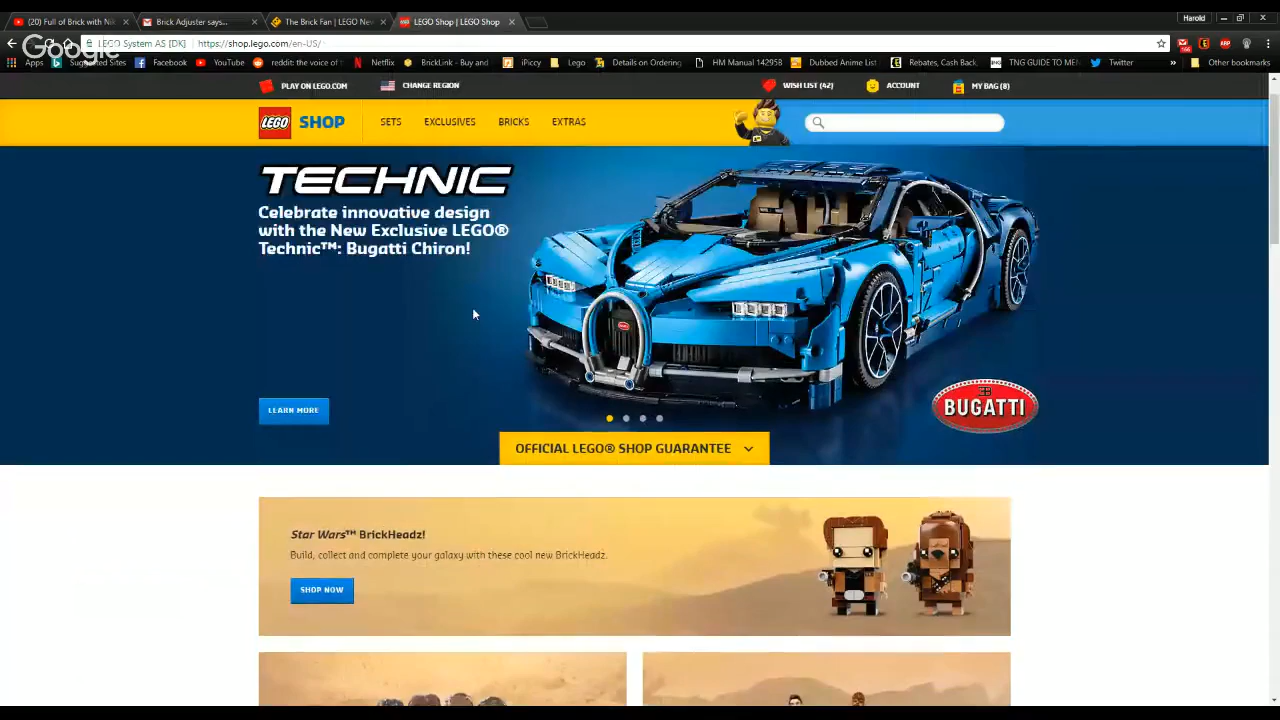 (20) Full of Brick with Ni
Brick Adjuster says...
The Brick Fan | LEGO Ne
LEGO Shop | LEGO Shop
Harold
Google
LEGO System AS [DK]
https://shop.lego.com/en-US/
Apps
Suggested Sites
Facebook
YouTube
reddit: the voice of
Netflix
BrickLink - Buy and
iPiccy
Lego
Details on Ordering
HM Manual 142958
Dubbed Anime List
Rebates, Cash Back,
TNG GUIDE TO ME
Twitter
»
Other bookmarks
PLAY ON LEGO.COM
CHANGE REGION
WISH LIST (42)
ACCOUNT
MY BAG (8)
LEGO SHOP
SETS
EXCLUSIVES
BRICKS
EXTRAS
TECHNIC
Celebrate innovative design
with the New Exclusive LEGO®
Technic™: Bugatti Chiron!
LEARN MORE
BUGATTI
OFFICIAL LEGO® SHOP GUARANTEE
Star Wars™ BrickHeadz!
Build, collect and complete your galaxy with these cool new BrickHeadz.
SHOP NOW